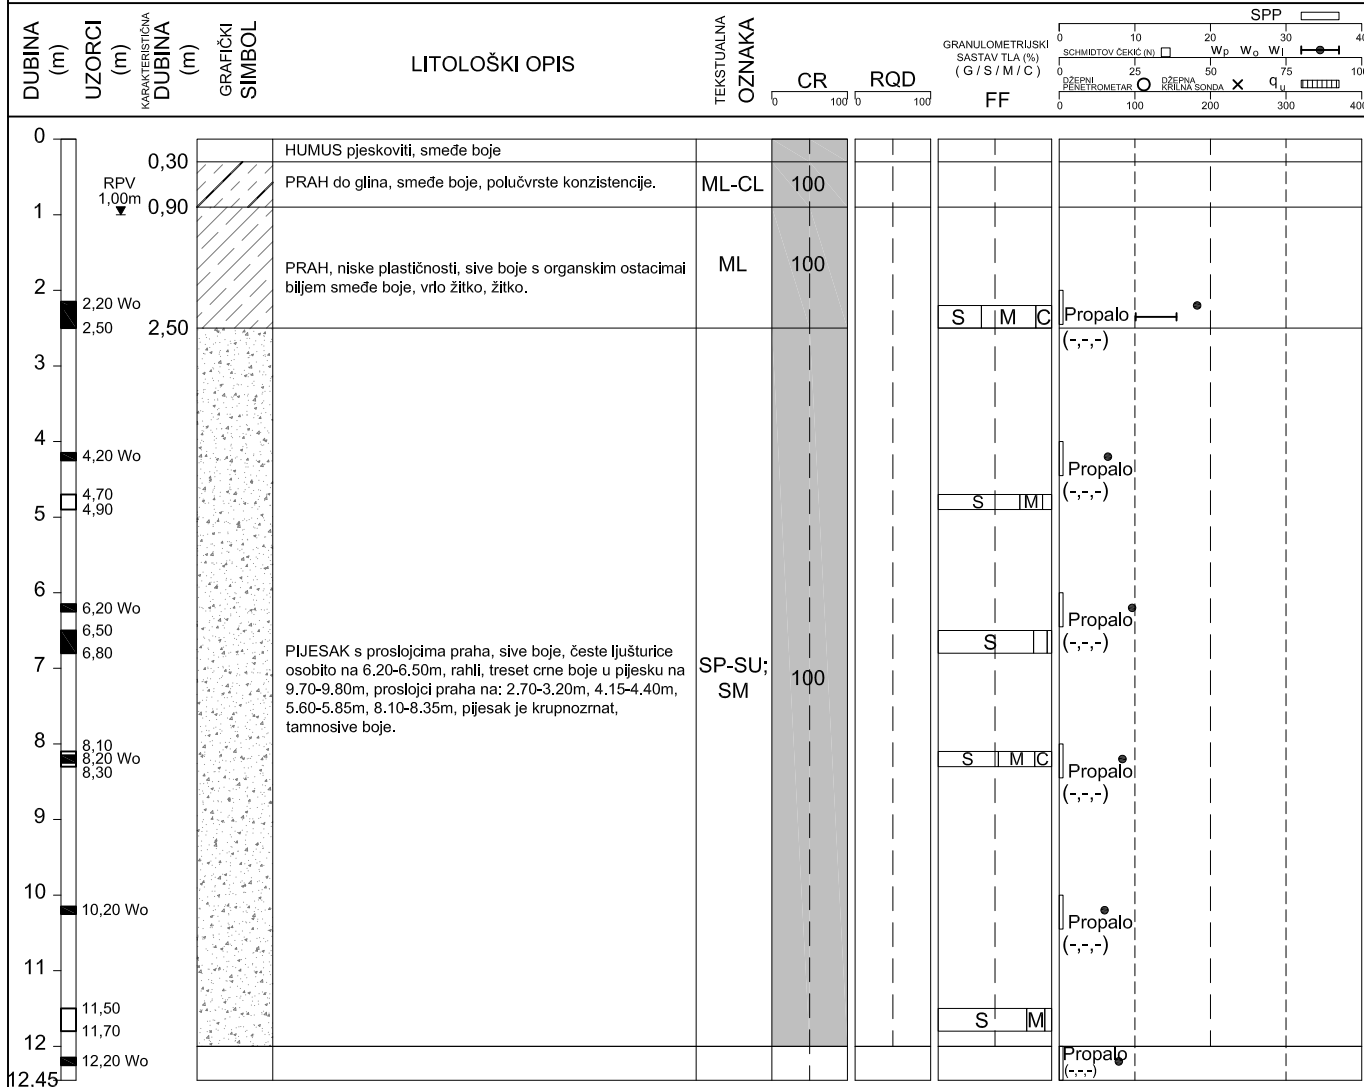 DUBINA
(m)
UZORCI
(m)
KARAKTERISTIČNA
DUBINA
(m)
GRAFIČKI
SIMBOL
LITOLOŠKI OPIS
TEKSTUALNA
OZNAKA
CR
0 100
RQD
0 100
GRANULOMETRIJSKI
SASTAV TLA (%)
( G / S / M / C )
FF
SPP
0 10 20 30 40
SCHMIDTOV ČEKIĆ (N) Wp Wo Wl
0 25 50 75 100
DŽEPNI
PENETROMETAR
DŽEPNA
KRILNA SONDA
qu
0 100 200 300 400
0
HUMUS pjeskoviti, smeđe boje
0,30
RPV
1,00m
PRAH do glina, smeđe boje, polučvrste konzistencije.
ML-CL
100
0,90
1
PRAH, niske plastičnosti, sive boje s organskim ostacimai
biljem smeđe boje, vrlo žitko, žitko.
ML
100
2
2,20 Wo
2,50
2,50
S M C
Propalo
(-,-,-)
3
4
4,20 Wo
Propalo
(-,-,-)
4,70
4,90
S M
5
6
6,20 Wo
Propalo
(-,-,-)
6,50
6,80
S
7
PIJESAK s proslojcima praha, sive boje, česte ljušturice
osobito na 6.20-6.50m, rahli, treset crne boje u pijesku na
9.70-9.80m, proslojci praha na: 2.70-3.20m, 4.15-4.40m,
5.60-5.85m, 8.10-8.35m, pijesak je krupnozrnat,
tamnosive boje.
SP-SU;
SM
100
8
8,10
8,20 Wo
8,30
S M C
Propalo
(-,-,-)
9
10
10,20 Wo
Propalo
(-,-,-)
11
11,50
11,70
S M
12
12,20 Wo
Propalo
(-,-,-)
12.45